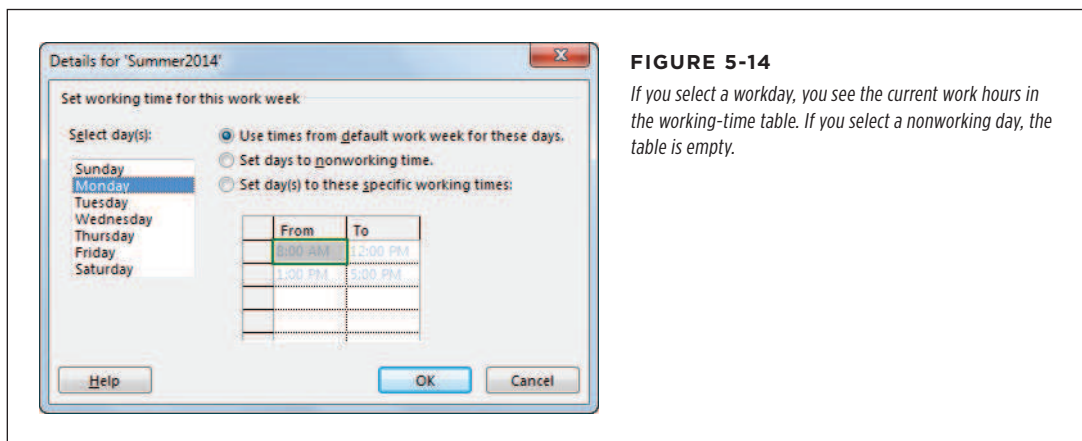 Details for 'Summer2014'
Set working time for this work week
Select day(s):
Sunday
Monday
Tuesday
Wednesday
Thursday
Friday
Saturday
Use times from default work week for these days.
Set days to nonworking time.
Set day(s) to these specific working times:
From To
8:00 AM 12:00 PM
1:00 PM 5:00 PM
Help OK Cancel
FIGURE 5-14
If you select a workday, you see the current work hours in
the working-time table. If you select a nonworking day, the
table is empty.